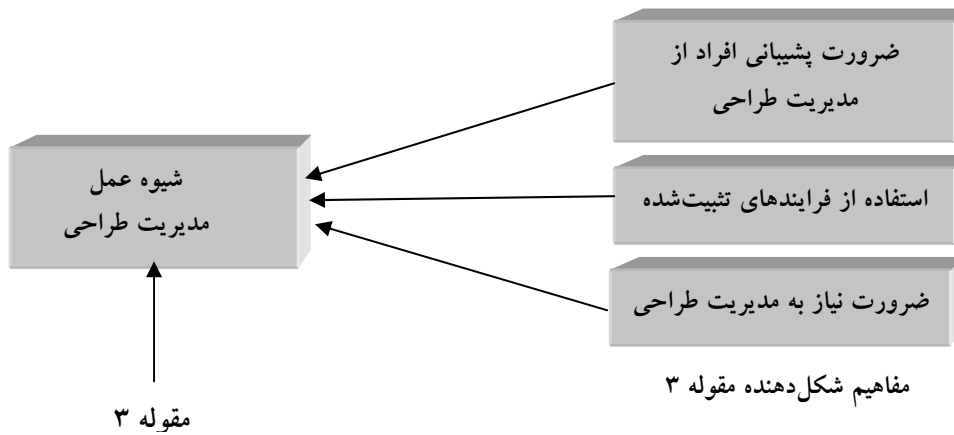 ضرورت پشیبانی افراد از
مدیریت طراحی
شیوه عمل
مدیریت طراحی
استفاده از فرایندهای تثبیت‌شده
ضرورت نیاز به مدیریت طراحی
مفاهیم شکل‌دهنده مقوله ۳
مقوله ۳